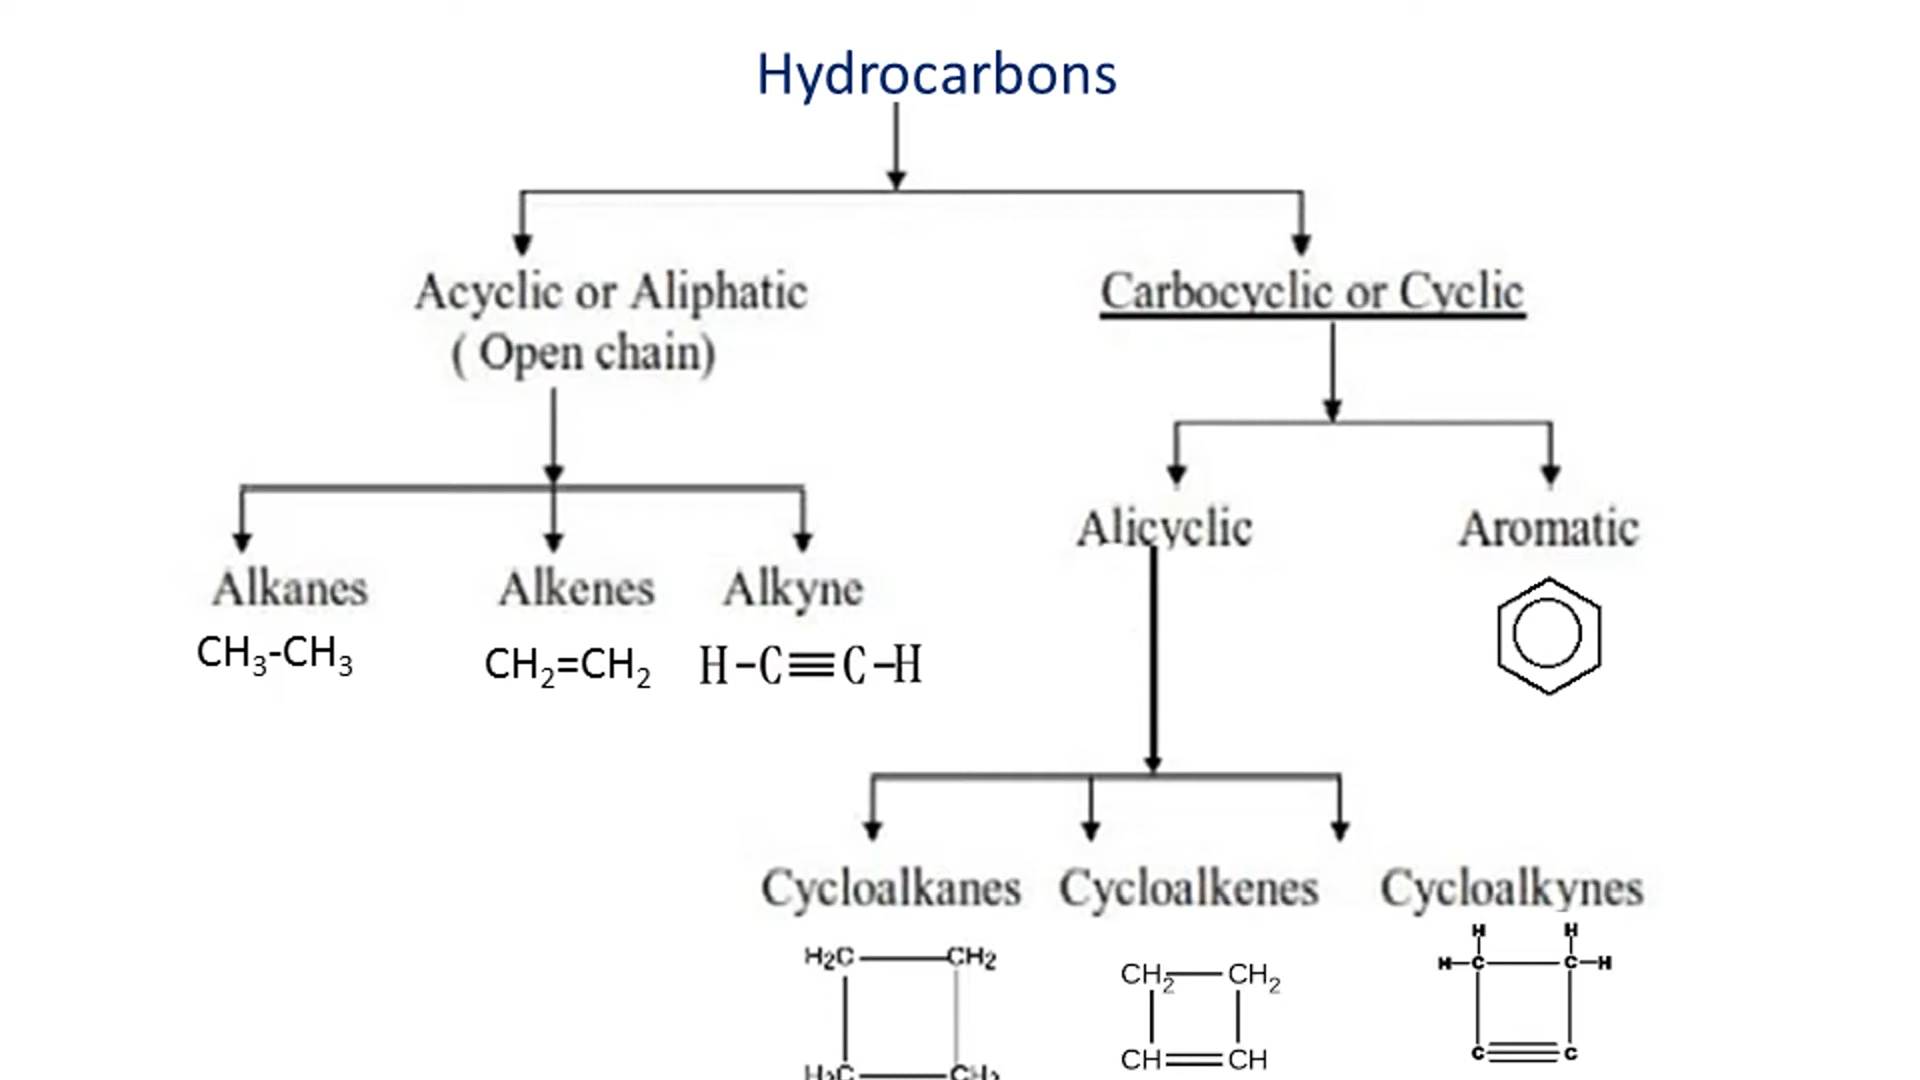 Hydrocarbons
Acyclic or Aliphatic
( Open chain)
Carbocyclic or Cyclic
Alkanes
Alkenes
Alkyne
CH₃-CH₃
CH₂=CH₂
H-C≡C-H
Alicyclic
Aromatic
Cycloalkanes
Cycloalkenes
Cycloalkynes
H2C CH2
CH₂ CH₂
CH CH
H H
H-C C-H
C≡C